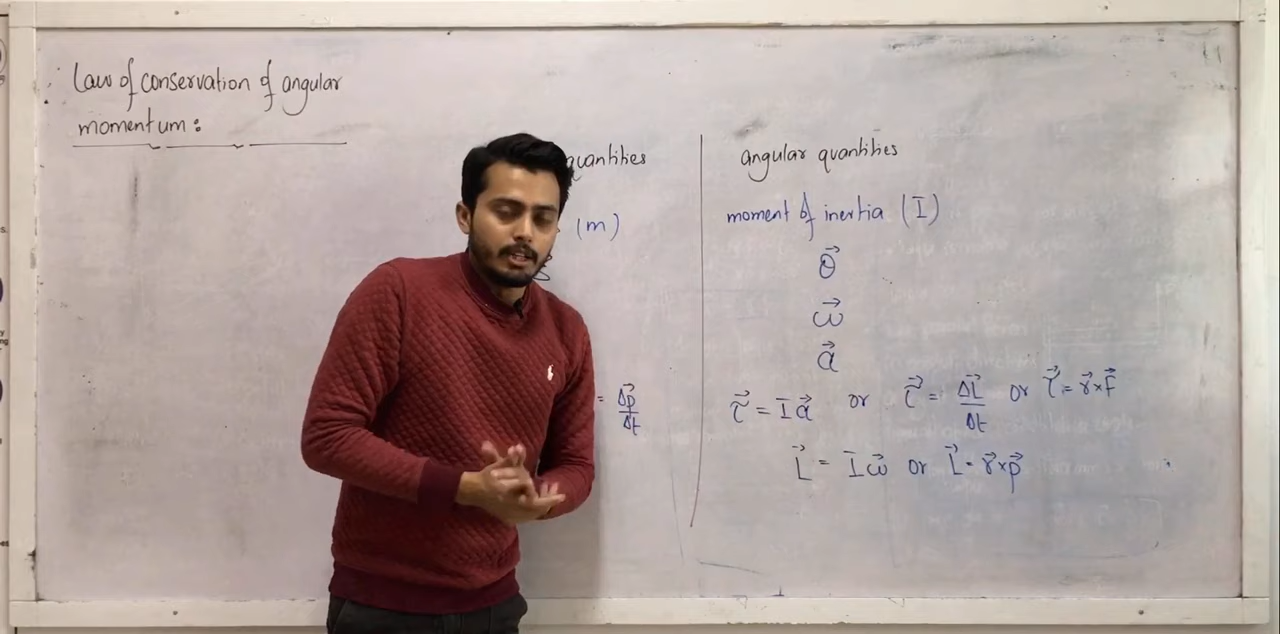 Law of conservation of angular
momentum:
quantities
(m)
S
= Δp⃗/Δt
angular quantities
moment of inertia (I)
θ⃗
ω⃗
α⃗
τ⃗ = Iα⃗ or τ⃗ = ΔL⃗/Δt or τ⃗ = r⃗×F⃗
L⃗ = Iω⃗ or L⃗ = r⃗×p⃗